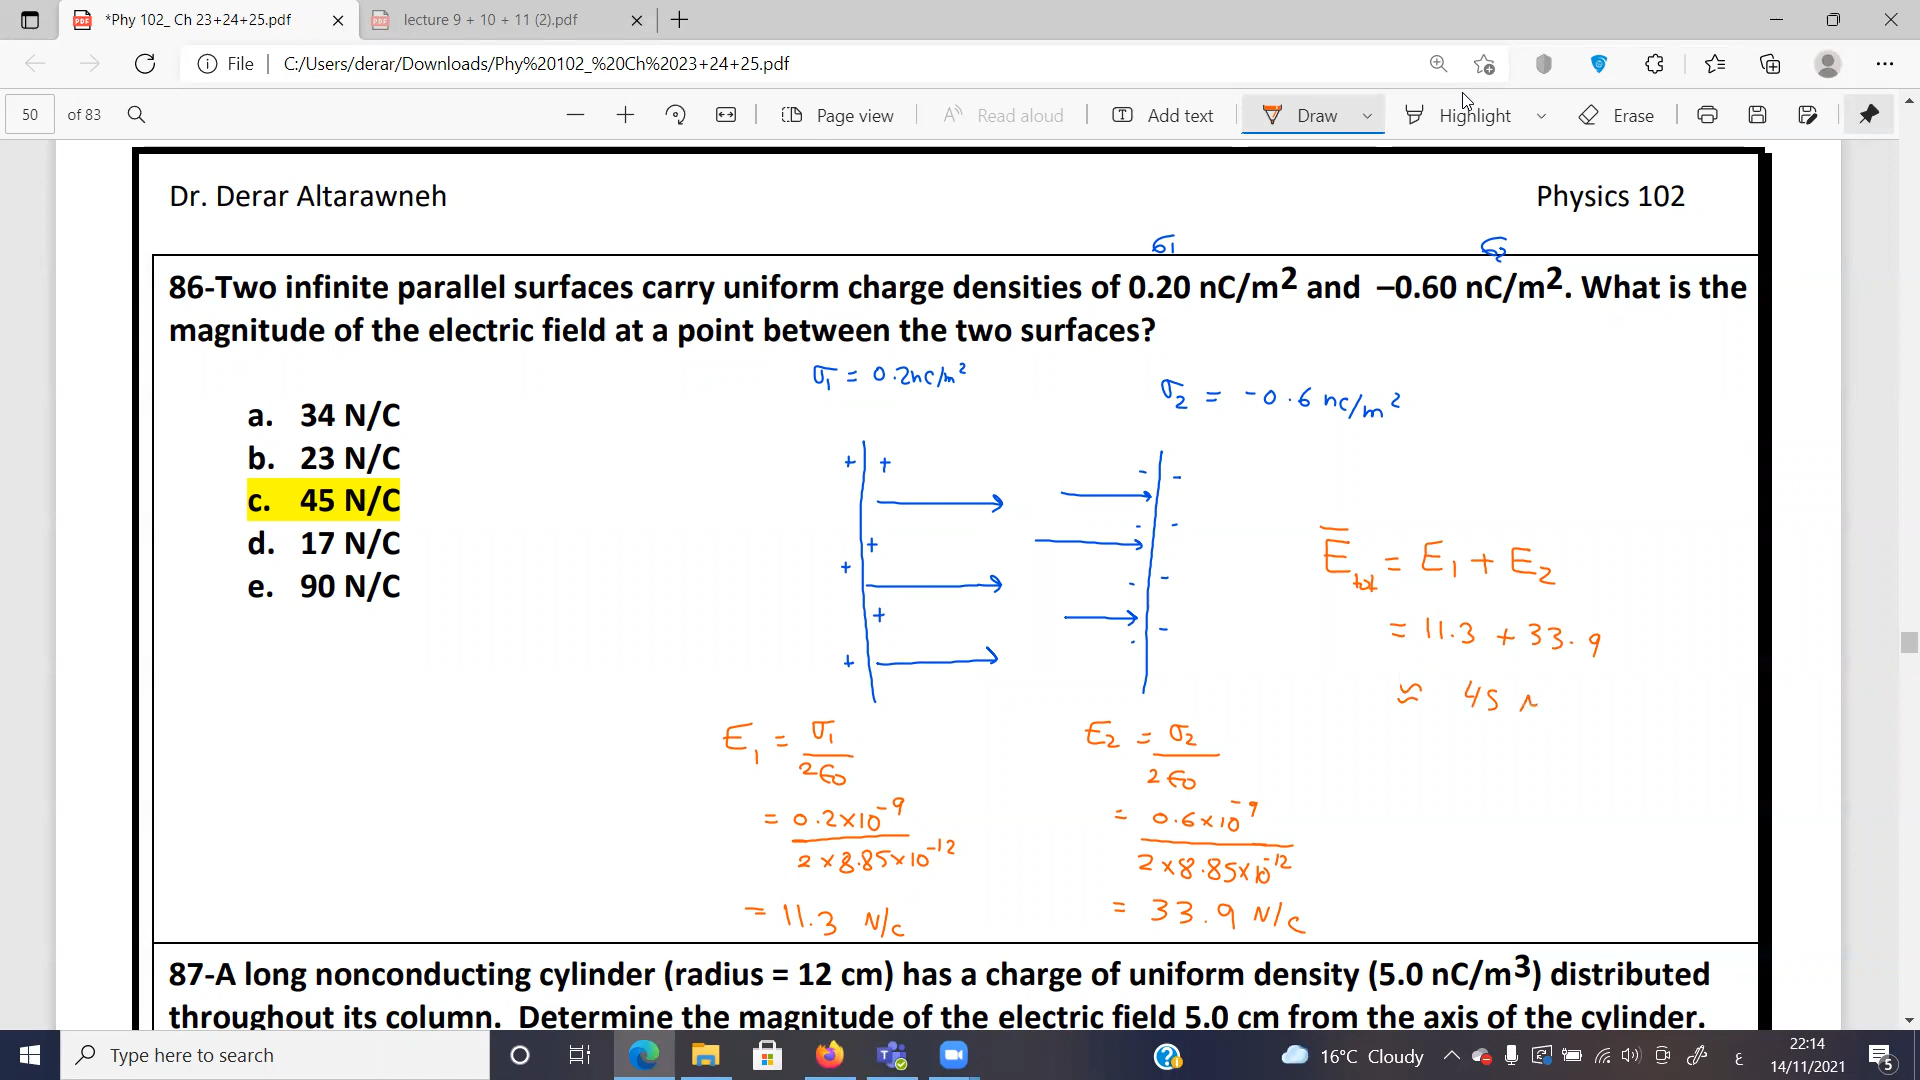 *Phy 102_ Ch 23+24+25.pdf
lecture 9 + 10 + 11 (2).pdf
File
C:/Users/derar/Downloads/Phy%20102_%20Ch%2023+24+25.pdf
50 of 83
Page view
Read aloud
Add text
Draw
Highlight
Erase
Dr. Derar Altarawneh
Physics 102
σ1 σ2
86-Two infinite parallel surfaces carry uniform charge densities of 0.20 nC/m2 and –0.60 nC/m2. What is the
magnitude of the electric field at a point between the two surfaces?
σ1 = 0.2nC/m²
σ2 = -0.6 nC/m²
a. 34 N/C
b. 23 N/C
c. 45 N/C
d. 17 N/C
e. 90 N/C
Etot = E1 + E2
= 11.3 + 33.9
≈ 45 N
E1 = σ1 / 2ε0
= 0.2×10⁻⁹ / 2×8.85×10⁻¹²
= 11.3 N/C
E2 = σ2 / 2ε0
= 0.6×10⁻⁹ / 2×8.85×10⁻¹²
= 33.9 N/C
87-A long nonconducting cylinder (radius = 12 cm) has a charge of uniform density (5.0 nC/m3) distributed
throughout its column. Determine the magnitude of the electric field 5.0 cm from the axis of the cylinder.
Type here to search
16°C Cloudy
ع
22:14
14/11/2021
5